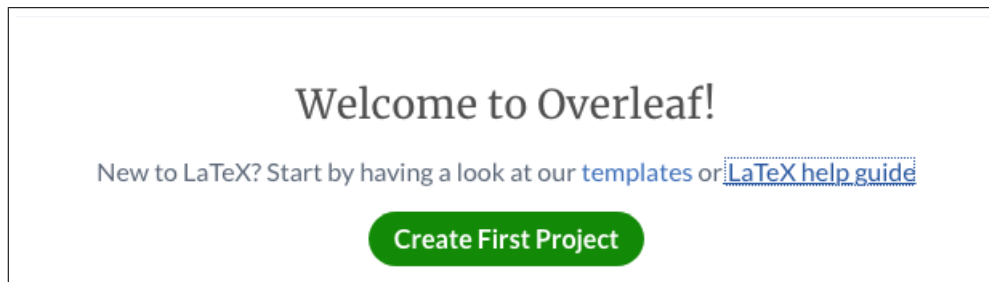 Welcome to Overleaf!
New to LaTeX? Start by having a look at our templates or LaTeX help guide
Create First Project